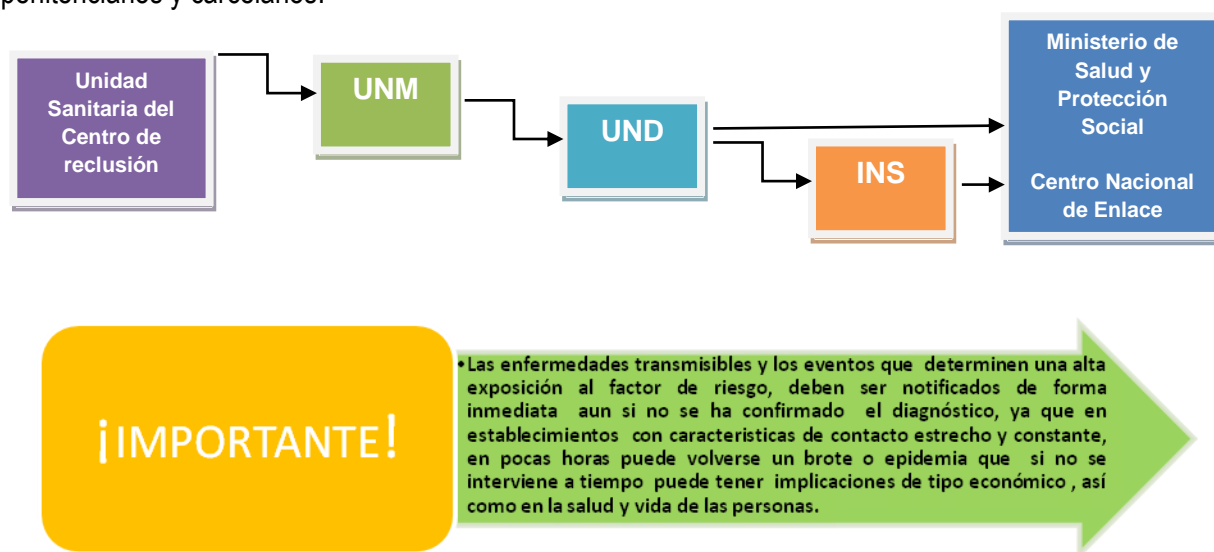 penitenciarios y carcelarios.
Unidad
Sanitaria del
Centro de
reclusión
UNM
UND
INS
Ministerio de
Salud y
Protección
Social
Centro Nacional
de Enlace
¡IMPORTANTE!
•Las enfermedades transmisibles y los eventos que determinen una alta
exposición al factor de riesgo, deben ser notificados de forma
inmediata aun si no se ha confirmado el diagnóstico, ya que en
establecimientos con caracteristicas de contacto estrecho y constante,
en pocas horas puede volverse un brote o epidemia que si no se
interviene a tiempo puede tener implicaciones de tipo económico , así
como en la salud y vida de las personas.